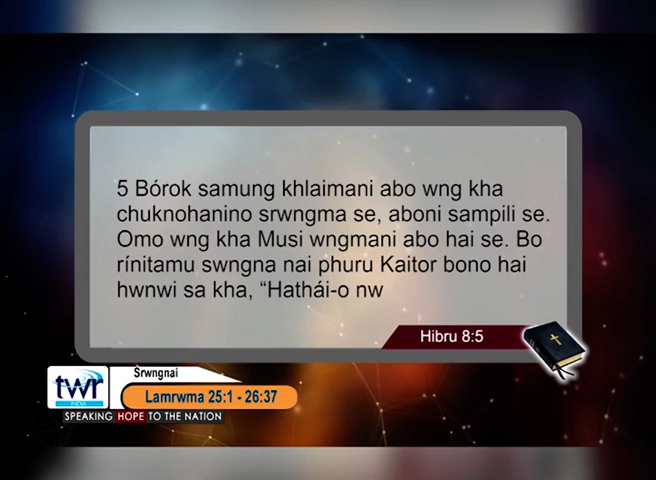 5 Bórok samung khlaimani abo wng kha
chuknohanino srwngma se, aboni sampili se.
Omo wng kha Musi wngmani abo hai se. Bo
rínitamu swngna nai phuru Kaitor bono hai
hwnwi sa kha, “Hathái-o nw
Hibru 8:5
twr
INDIA
Srwngnai
Lamrwma 25:1 - 26:37
SPEAKING HOPE TO THE NATION